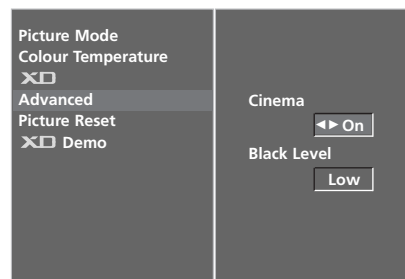 Picture Mode
Colour Temperature
XD
Advanced
Picture Reset
XD Demo
Cinema
◄► On
Black Level
Low